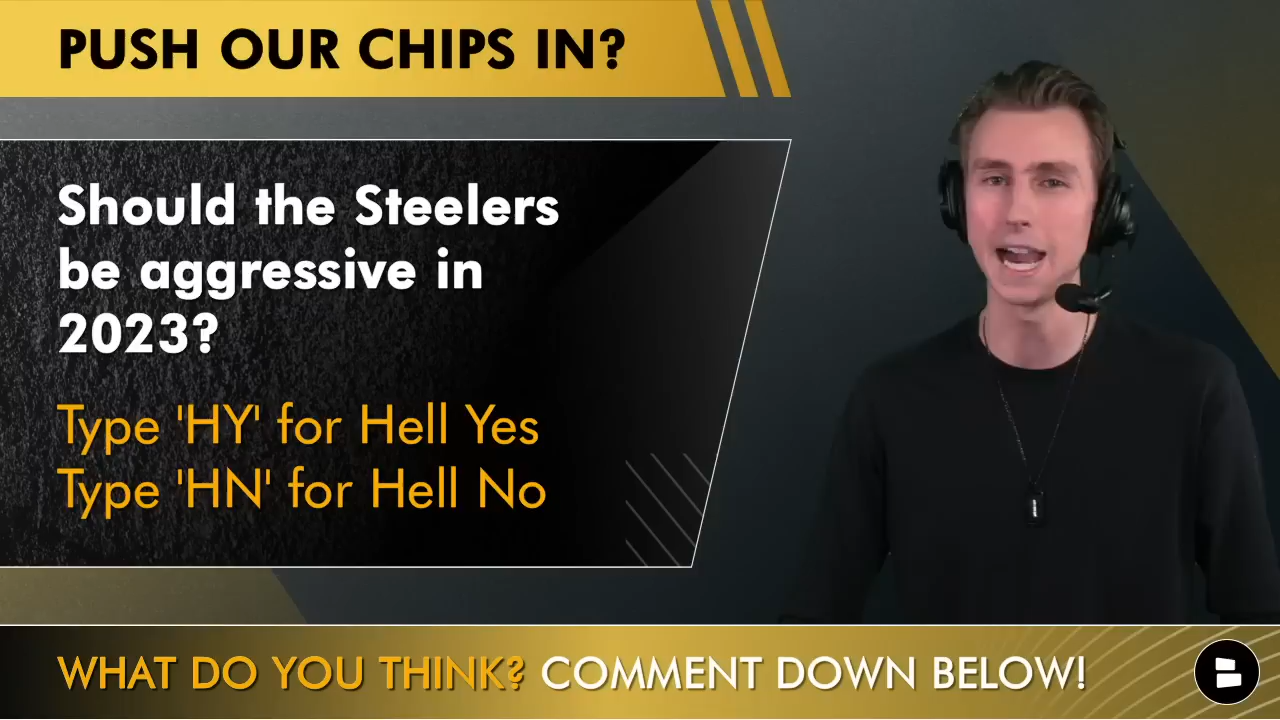 PUSH OUR CHIPS IN?
Should the Steelers
be aggressive in
2023?
Type 'HY' for Hell Yes
Type 'HN' for Hell No
WHAT DO YOU THINK? COMMENT DOWN BELOW!